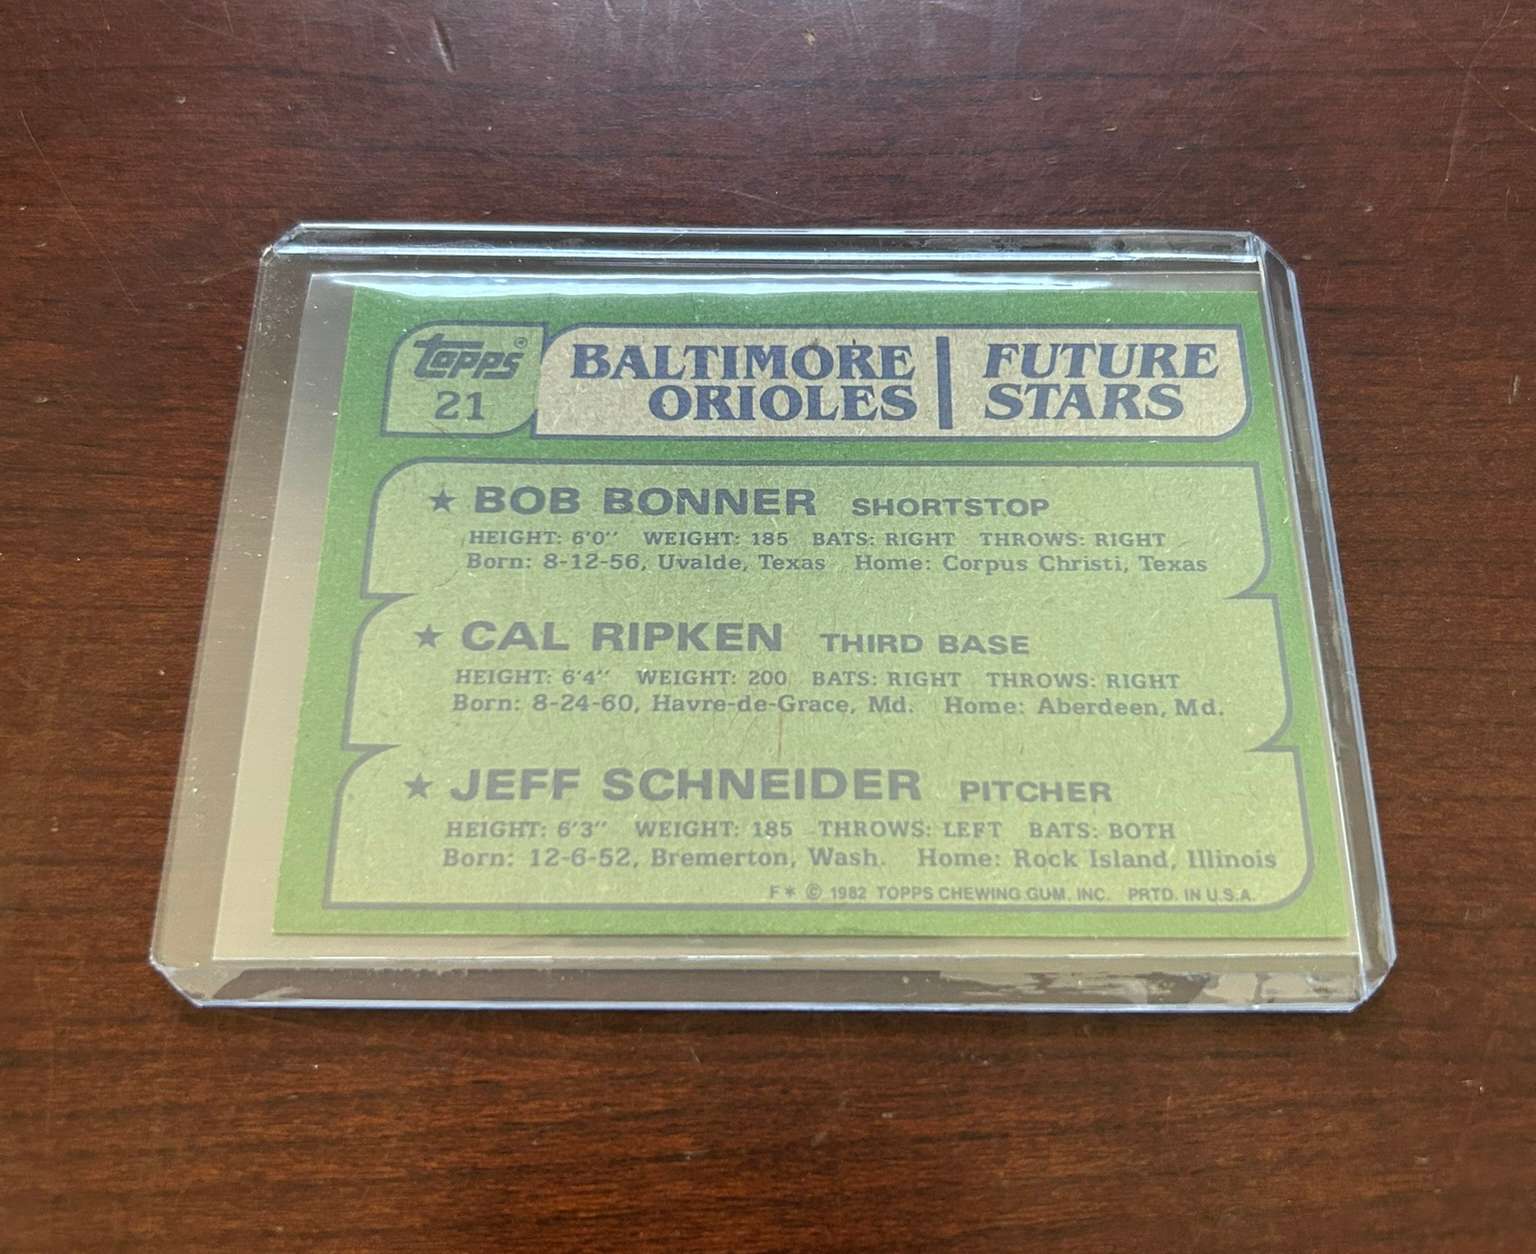 Topps®
21
BALTIMORE
ORIOLES
FUTURE
STARS
★ BOB BONNER SHORTSTOP
HEIGHT: 6'0" WEIGHT: 185 BATS: RIGHT THROWS: RIGHT
Born: 8-12-56, Uvalde, Texas Home: Corpus Christi, Texas
★ CAL RIPKEN THIRD BASE
HEIGHT: 6'4" WEIGHT: 200 BATS: RIGHT THROWS: RIGHT
Born: 8-24-60, Havre-de-Grace, Md. Home: Aberdeen, Md.
★ JEFF SCHNEIDER PITCHER
HEIGHT: 6'3" WEIGHT: 185 THROWS: LEFT BATS: BOTH
Born: 12-6-52, Bremerton, Wash. Home: Rock Island, Illinois
F* © 1982 TOPPS CHEWING GUM, INC. PRTD. IN U.S.A.